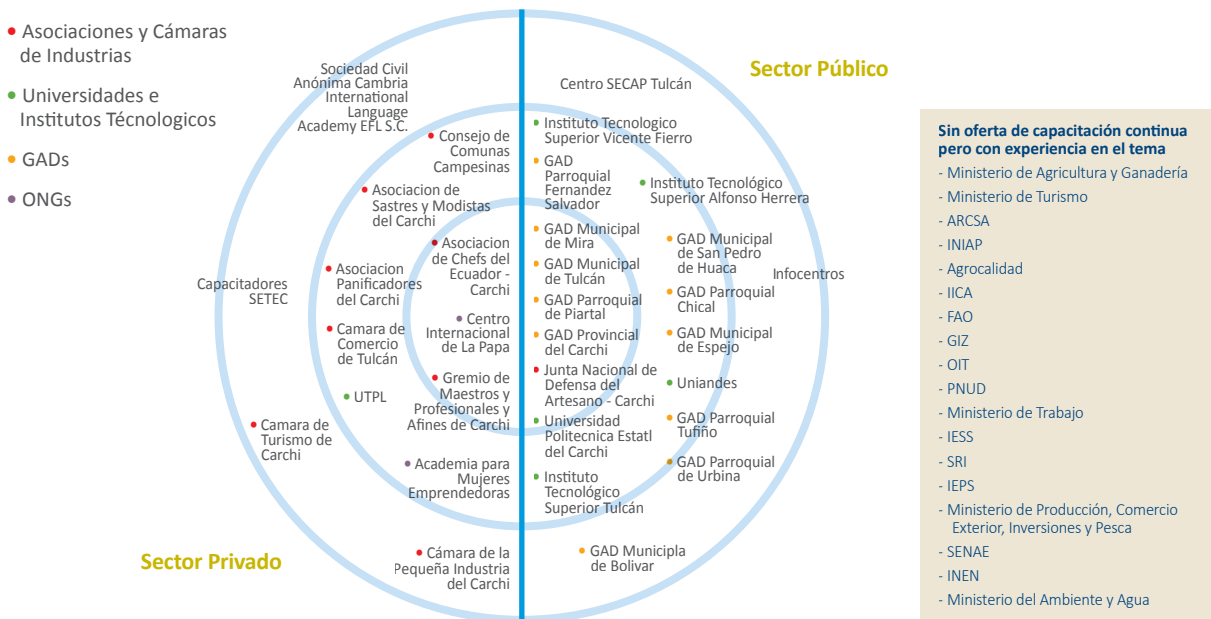 Asociaciones y Cámaras
de Industrias
Universidades e
Institutos Técnologicos
GADs
ONGs
Sector Privado
Sector Público
Sociedad Civil
Anónima Cambria
International
Language
Academy EFL S.C.
Consejo de
Comunas
Campesinas
Asociacion de
Sastres y Modistas
del Carchi
Asociacion
de Chefs del
Ecuador -
Carchi
Capacitadores
SETEC
Asociacion
Panificadores
del Carchi
Centro
Internacional
de La Papa
Camara de
Comercio
de Tulcán
Gremio de
Maestros y
Profesionales y
Afines de Carchi
UTPL
Camara de
Turismo de
Carchi
Academia para
Mujeres
Emprendedoras
Cámara de la
Pequeña Industria
del Carchi
Centro SECAP Tulcán
Instituto Tecnologico
Superior Vicente Fierro
GAD
Parroquial
Fernandez
Salvador
Instituto Tecnológico
Superior Alfonso Herrera
GAD Municipal
de Mira
GAD Municipal
de San Pedro
de Huaca
Infocentros
GAD Municipal
de Tulcán
GAD Parroquial
Chical
GAD Parroquial
de Piartal
GAD Provincial
del Carchi
GAD Municipal
de Espejo
Junta Nacional de
Defensa del
Artesano - Carchi
Uniandes
Universidad
Politecnica Estatl
del Carchi
GAD Parroquial
Tufiño
GAD Parroquial
de Urbina
Instituto
Tecnológico
Superior Tulcán
GAD Municipla
de Bolivar
Sin oferta de capacitación continua
pero con experiencia en el tema
- Ministerio de Agricultura y Ganadería
- Ministerio de Turismo
- ARCSA
- INIAP
- Agrocalidad
- IICA
- FAO
- GIZ
- OIT
- PNUD
- Ministerio de Trabajo
- IESS
- SRI
- IEPS
- Ministerio de Producción, Comercio
Exterior, Inversiones y Pesca
- SENAE
- INEN
- Ministerio del Ambiente y Agua